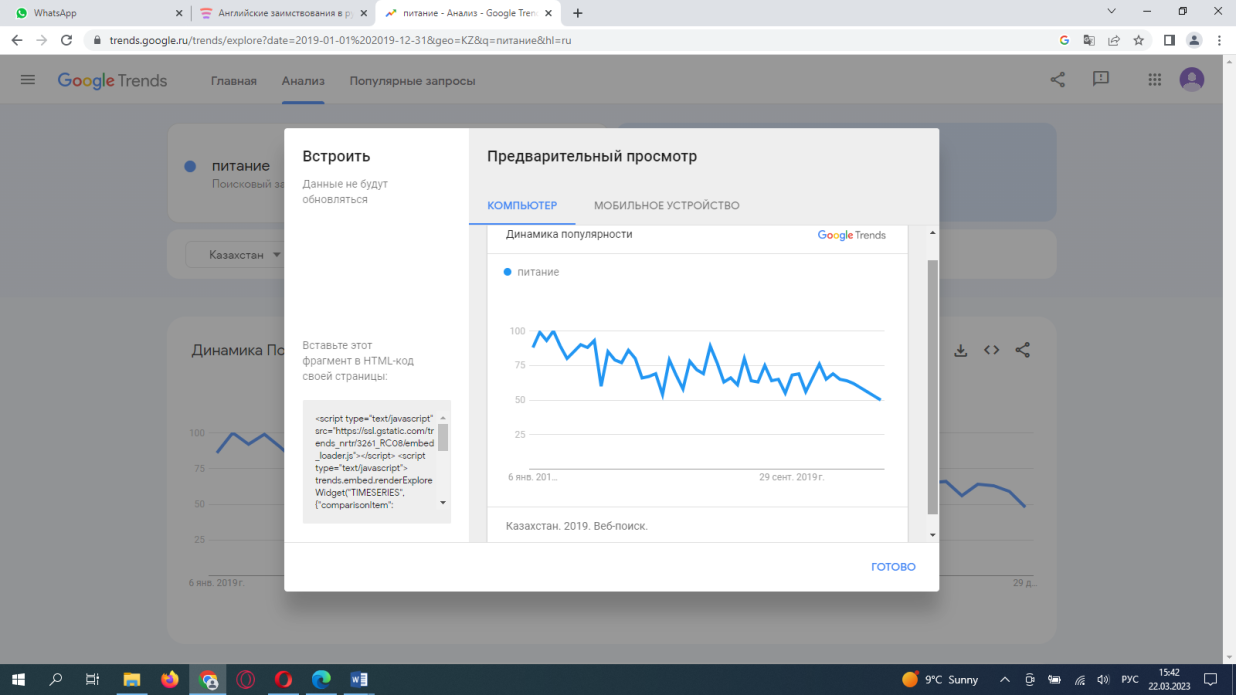 WhatsApp
Английские заимствования в ру
питание - Анализ - Google Tren
trends.google.ru/trends/explore?date=2019-01-01%202019-12-31&geo=KZ&q=питание&hl=ru
Google Trends
Главная
Анализ
Популярные запросы
питание
Поисковый за
Казахстан
Динамика По
100
75
50
25
6 янв. 2019 г.
29 д...
Встроить
Данные не будут
обновляться
Вставьте этот
фрагмент в HTML-код
своей страницы:
<script type="text/javascript"
src="https://ssl.gstatic.com/tr
ends_nrtr/3261_RC08/embed
_loader.js"></script> <script
type="text/javascript">
trends.embed.renderExplore
Widget("TIMESERIES",
{"comparisonItem":
Предварительный просмотр
КОМПЬЮТЕР
МОБИЛЬНОЕ УСТРОЙСТВО
Динамика популярности
Google Trends
питание
100
75
50
25
6 янв. 201...
29 сент. 2019 г.
Казахстан. 2019. Веб-поиск.
ГОТОВО
9°C Sunny
РУС
15:42
22.03.2023